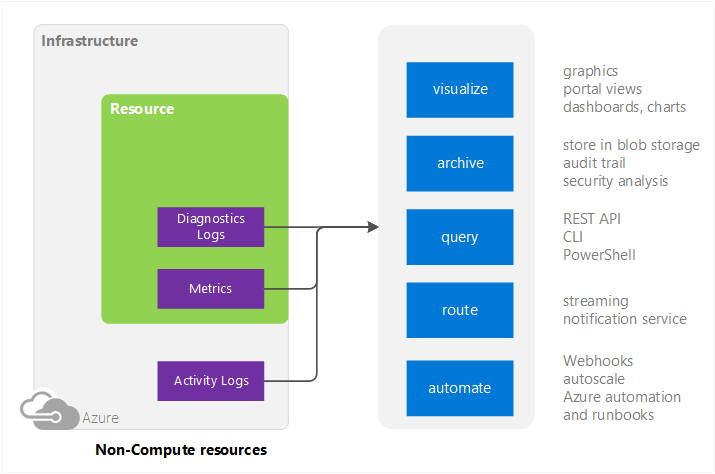 Infrastructure
Resource
Diagnostics
Logs
Metrics
Activity Logs
Azure
Non-Compute resources
visualize
graphics
portal views
dashboards, charts
archive
store in blob storage
audit trail
security analysis
query
REST API
CLI
PowerShell
route
streaming
notification service
automate
Webhooks
autoscale
Azure automation
and runbooks